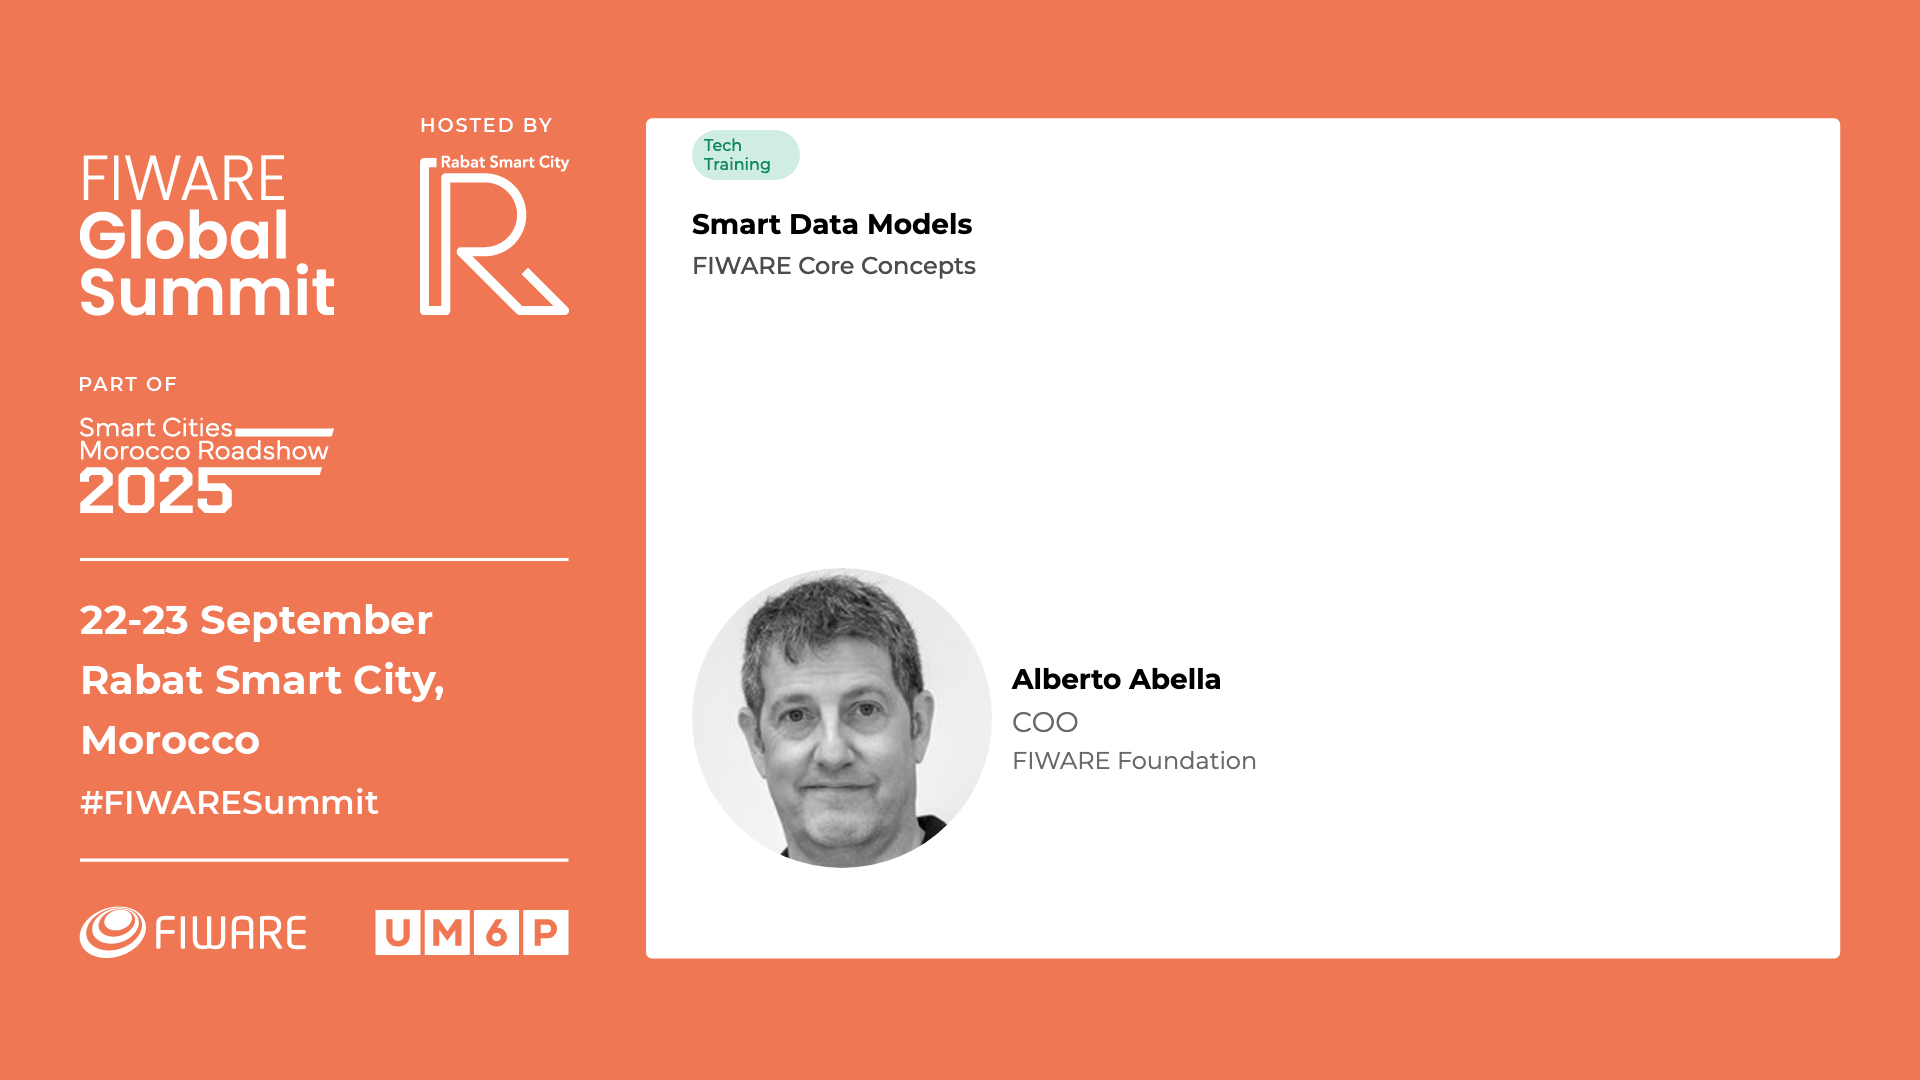 HOSTED BY
FIWARE
Global
Summit
Rabat Smart City
R
PART OF
Smart Cities
Morocco Roadshow
2025
22-23 September
Rabat Smart City,
Morocco
#FIWARESummit
FIWARE
UM6P
Tech
Training
Smart Data Models
FIWARE Core Concepts
Alberto Abella
COO
FIWARE Foundation